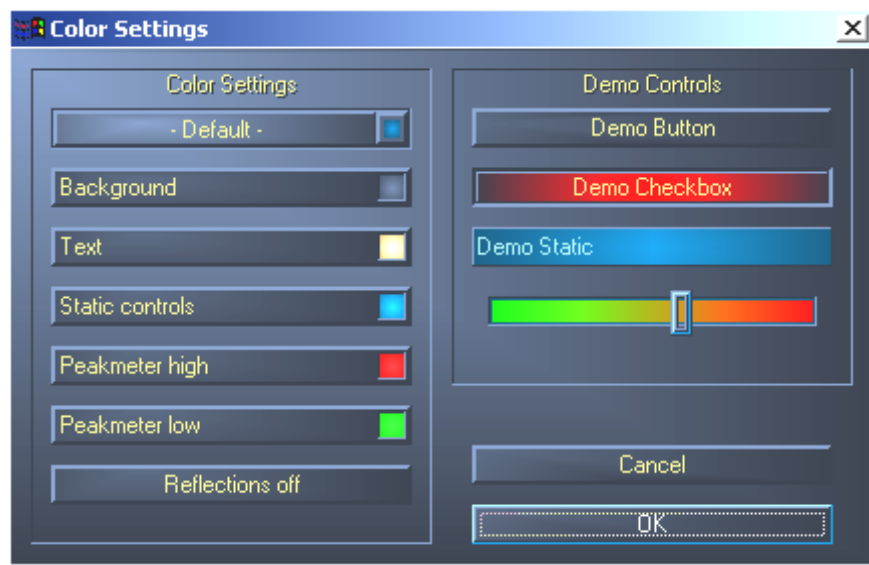 Color Settings
Color Settings
- Default -
Background
Text
Static controls
Peakmeter high
Peakmeter low
Reflections off
Demo Controls
Demo Button
Demo Checkbox
Demo Static
Cancel
OK